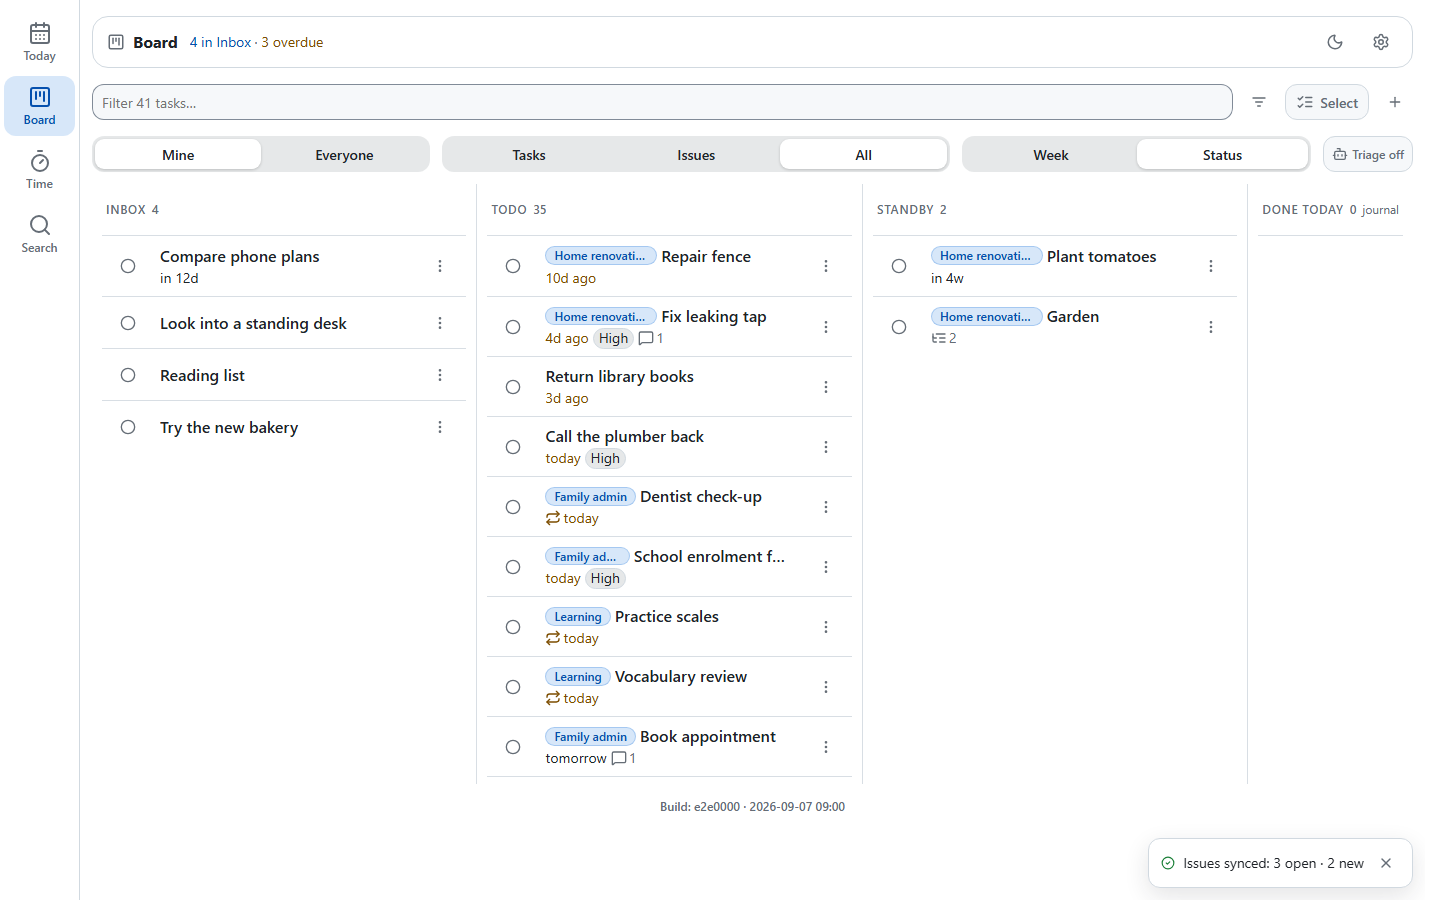 Today
Board
Time
Search
Board 4 in Inbox · 3 overdue
Filter 41 tasks...
Select
Mine Everyone
Tasks Issues All
Week Status
Triage off
INBOX 4
Compare phone plans
in 12d
Look into a standing desk
Reading list
Try the new bakery
TODO 35
Home renovati... Repair fence
10d ago
Home renovati... Fix leaking tap
4d ago High 1
Return library books
3d ago
Call the plumber back
today High
Family admin Dentist check-up
today
Family ad... School enrolment f...
today High
Learning Practice scales
today
Learning Vocabulary review
today
Family admin Book appointment
tomorrow 1
STANDBY 2
Home renovati... Plant tomatoes
in 4w
Home renovati... Garden
2
DONE TODAY 0 journal
Build: e2e0000 · 2026-09-07 09:00
Issues synced: 3 open · 2 new